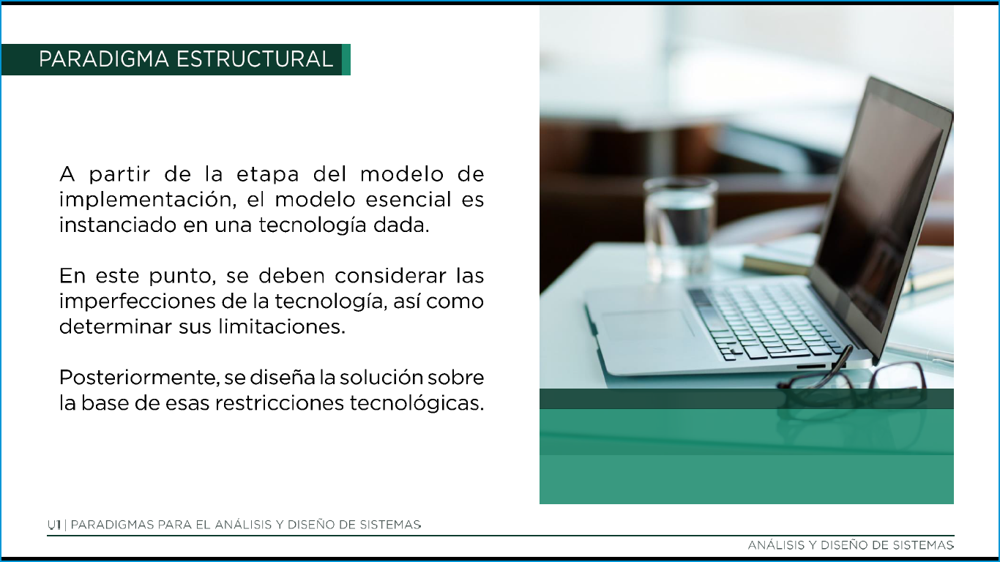 PARADIGMA ESTRUCTURAL
A partir de la etapa del modelo de
implementación, el modelo esencial es
instanciado en una tecnología dada.
En este punto, se deben considerar las
imperfecciones de la tecnología, así como
determinar sus limitaciones.
Posteriormente, se diseña la solución sobre
la base de esas restricciones tecnológicas.
U1 | PARADIGMAS PARA EL ANÁLISIS Y DISEÑO DE SISTEMAS
ANÁLISIS Y DISEÑO DE SISTEMAS